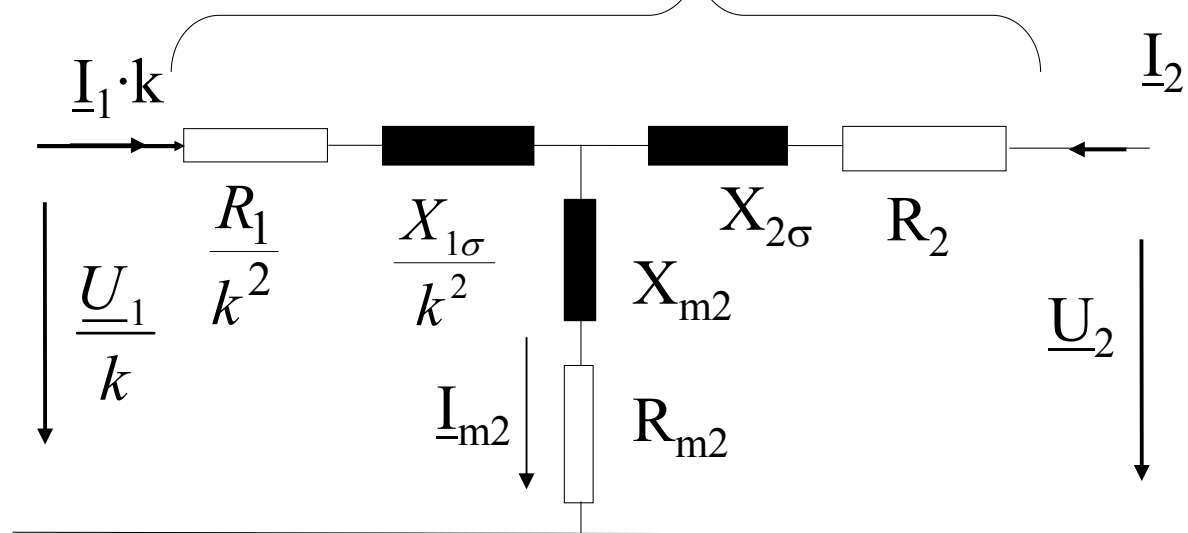 I₁·k
I₂
R₁/k²
X₁σ/k²
X₂σ
R₂
U₁/k
Xm2
U₂
Im2
Rm2